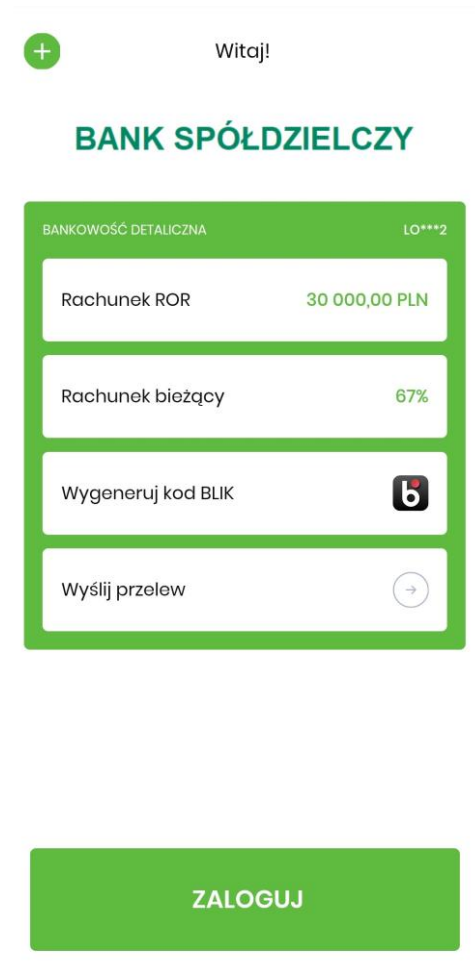 Witaj!
BANK SPÓŁDZIELCZY
BANKOWOŚĆ DETALICZNA LO***2
Rachunek ROR 30 000,00 PLN
Rachunek bieżący 67%
Wygeneruj kod BLIK
Wyślij przelew
ZALOGUJ